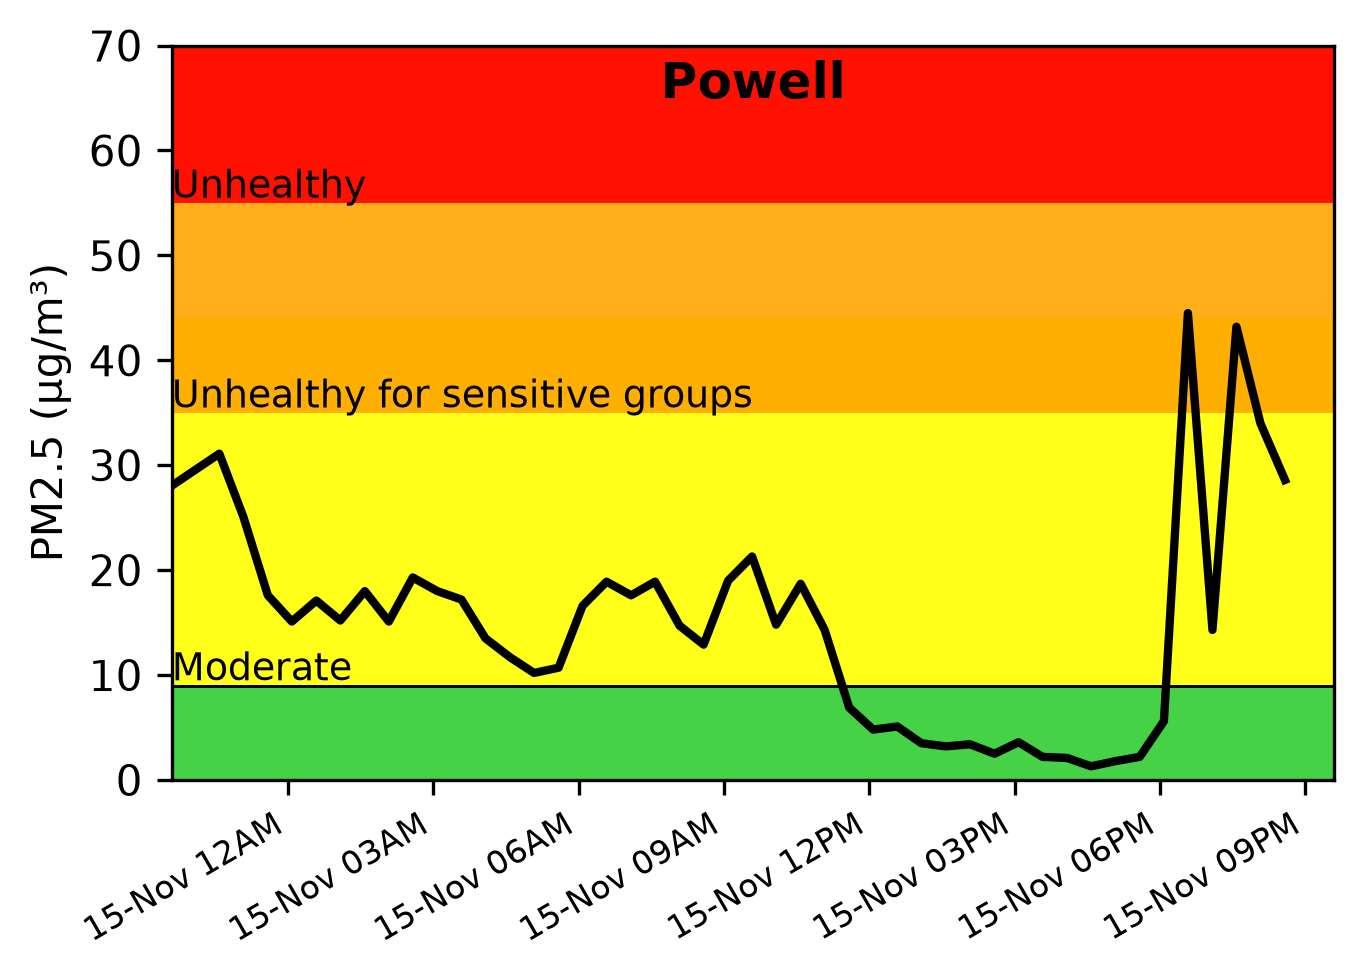 Powell
PM2.5 (µg/m³)
70
60
50
40
30
20
10
0
Unhealthy
Unhealthy for sensitive groups
Moderate
15-Nov 12AM
15-Nov 03AM
15-Nov 06AM
15-Nov 09AM
15-Nov 12PM
15-Nov 03PM
15-Nov 06PM
15-Nov 09PM